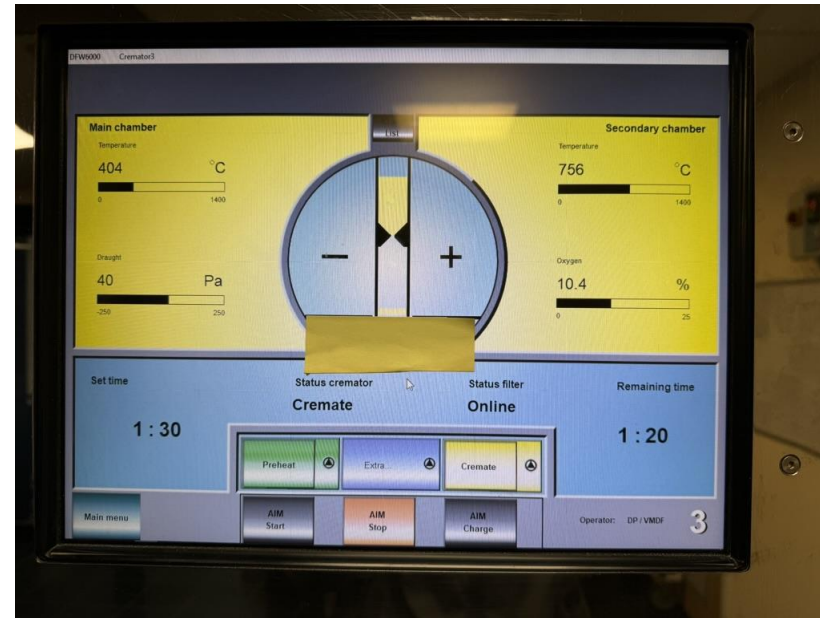 DFW6000 Cremator3
Main chamber
Temperature
404 °C
0 1400
Draught
40 Pa
-250 250
List
− +
Secondary chamber
Temperature
756 °C
0 1400
Oxygen
10.4 %
0 25
Set time
1 : 30
Status cremator
Cremate
Status filter
Online
Remaining time
1 : 20
Preheat
Extra...
Cremate
Main menu
AIM
Start
AIM
Stop
AIM
Charge
Operator: DP / VMDF
3